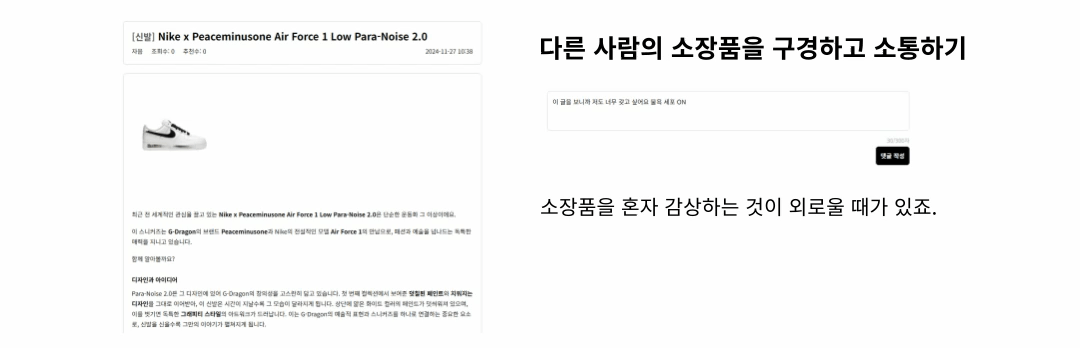 [신발] Nike x Peaceminusone Air Force 1 Low Para-Noise 2.0
자몽 조회수: 0 추천수: 0 2024-11-27 10:38
최근 전 세계적인 관심을 끌고 있는 Nike x Peaceminusone Air Force 1 Low Para-Noise 2.0은 단순한 운동화 그 이상이에요.
이 스니커즈는 G-Dragon의 브랜드 Peaceminusone과 Nike의 전설적인 모델 Air Force 1의 만남으로, 패션과 예술을 넘나드는 독특한
매력을 지니고 있습니다.
함께 알아볼까요?
디자인과 아이디어
Para-Noise 2.0은 그 디자인에 있어 G-Dragon의 창의성을 고스란히 담고 있습니다. 첫 번째 컬렉션에서 보여준 덧칠된 페인트와 지워지는
디자인을 그대로 이어받아, 이 신발은 시간이 지날수록 그 모습이 달라지게 됩니다. 상단에 얇은 화이트 컬러의 페인트가 덧씌워져 있으며,
이를 벗기면 독특한 그래피티 스타일의 아트워크가 드러납니다. 이는 G-Dragon의 예술적 표현과 스니커즈를 하나로 연결하는 중요한 요소
로, 신발을 신을수록 그만의 이야기가 펼쳐지게 됩니다.
다른 사람의 소장품을 구경하고 소통하기
이 글을 보니까 저도 너무 갖고 싶어요 물욕 세포 ON
댓글 작성
소장품을 혼자 감상하는 것이 외로울 때가 있죠.